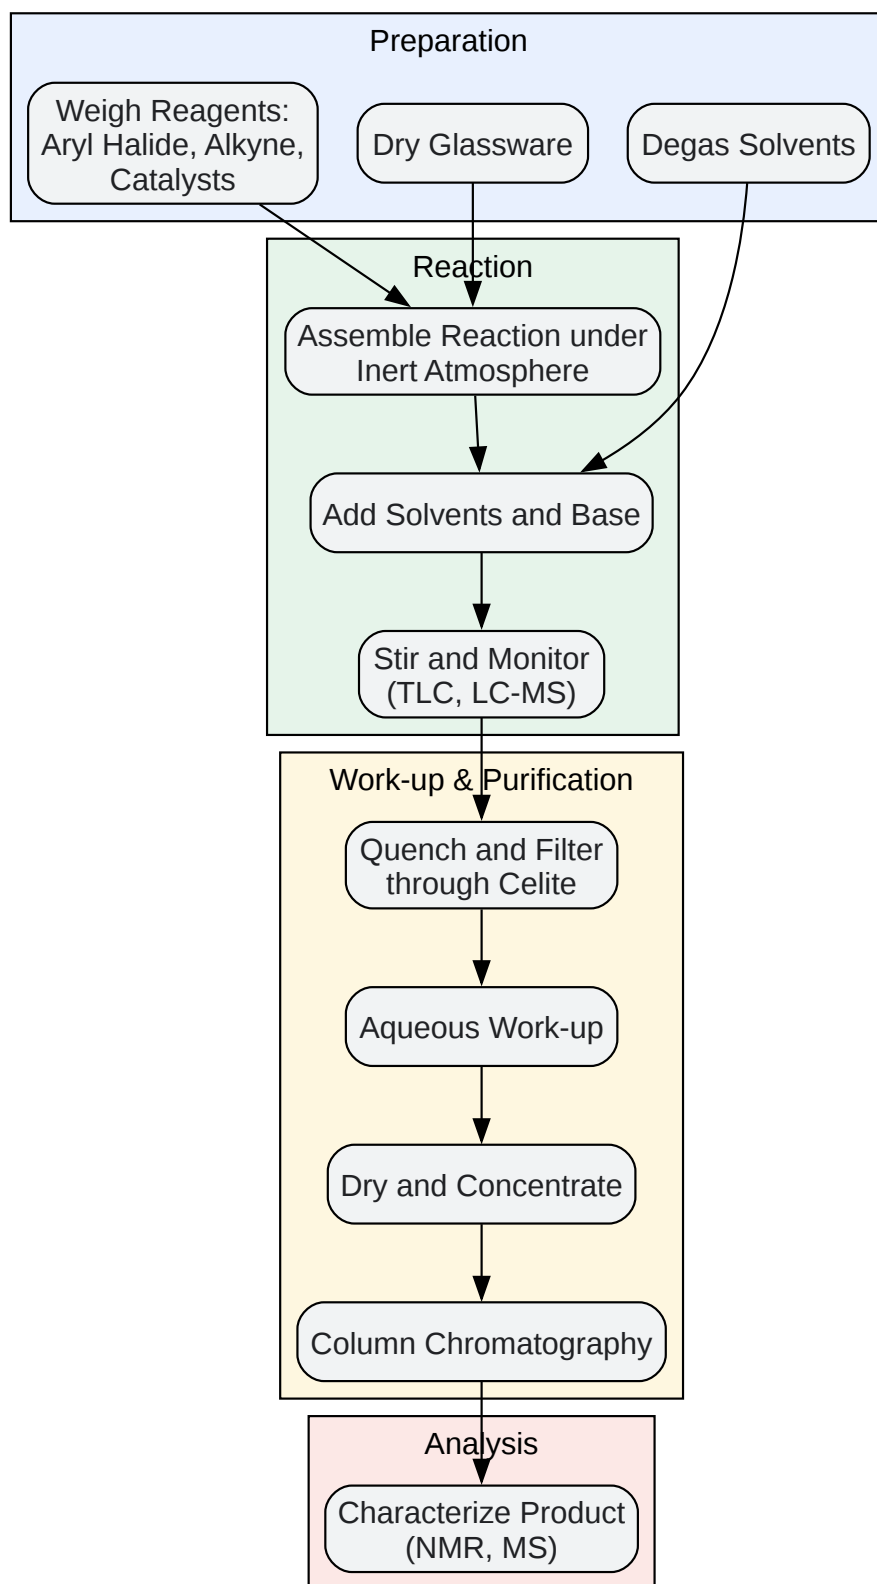 Preparation
Weigh Reagents:
Aryl Halide, Alkyne,
Catalysts
Dry Glassware
Degas Solvents
Reaction
Assemble Reaction under
Inert Atmosphere
Add Solvents and Base
Stir and Monitor
(TLC, LC-MS)
Work-up & Purification
Quench and Filter
through Celite
Aqueous Work-up
Dry and Concentrate
Column Chromatography
Analysis
Characterize Product
(NMR, MS)